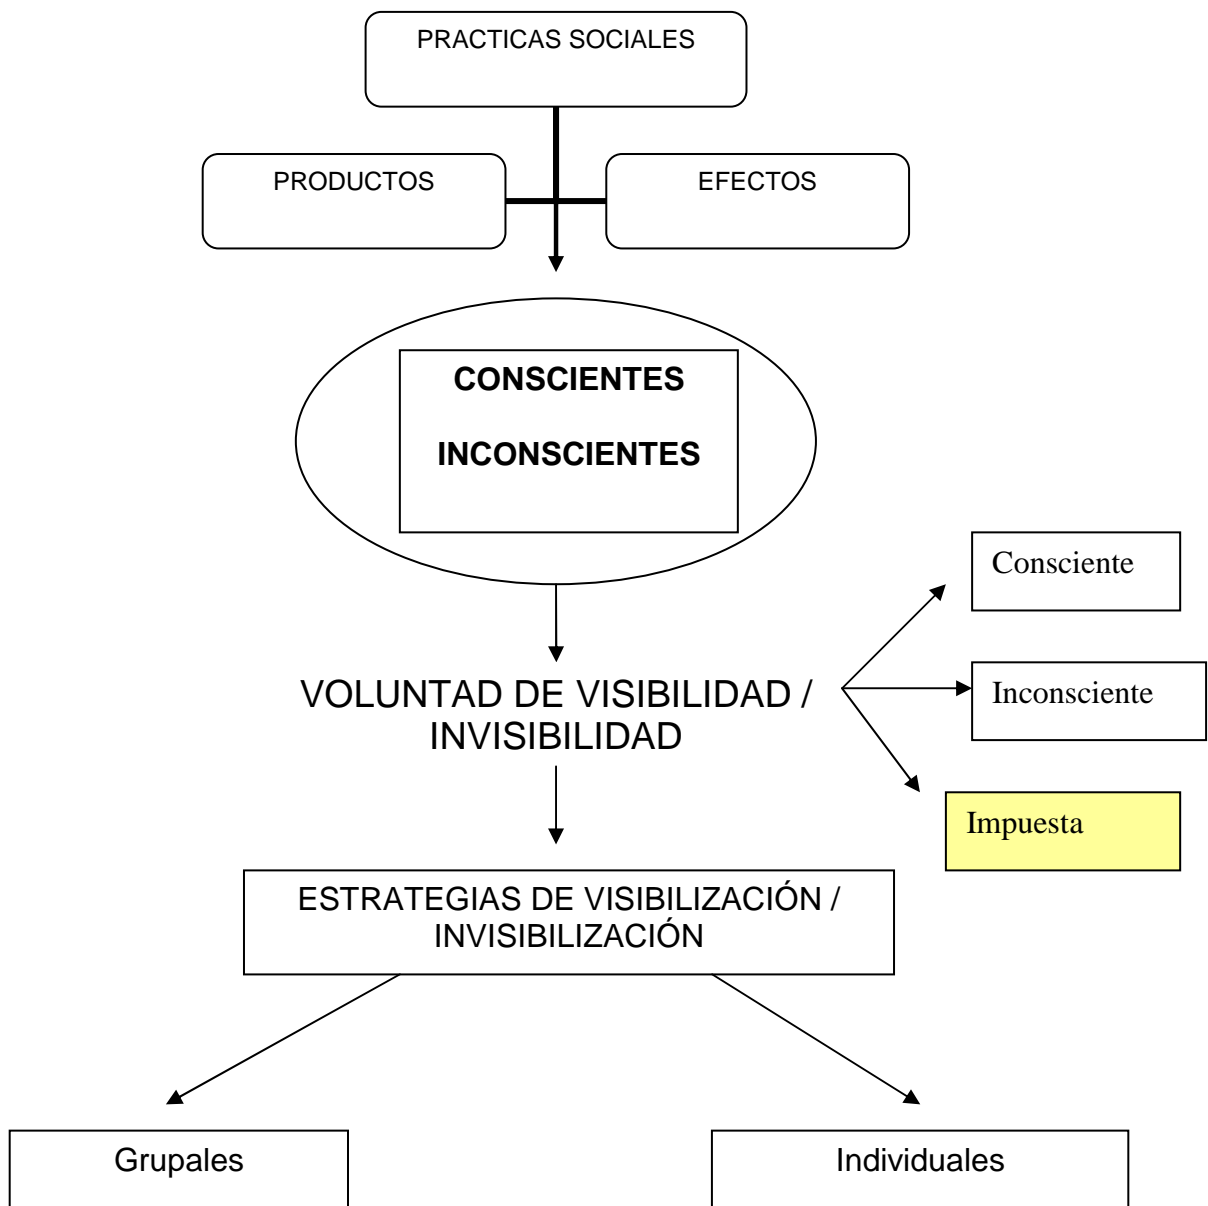 PRACTICAS SOCIALES
PRODUCTOS
EFECTOS
CONSCIENTES
INCONSCIENTES
Consciente
VOLUNTAD DE VISIBILIDAD /
INVISIBILIDAD
Inconsciente
Impuesta
ESTRATEGIAS DE VISIBILIZACIÓN /
INVISIBILIZACIÓN
Grupales
Individuales